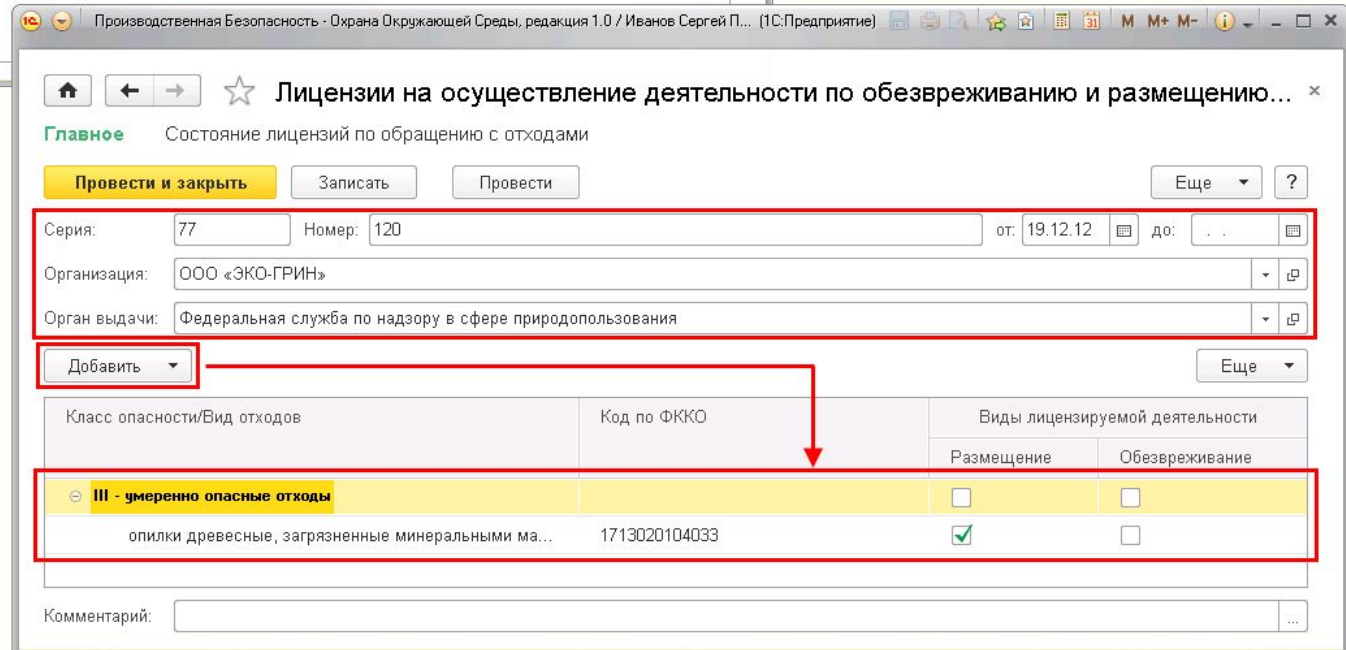 Производственная Безопасность - Охрана Окружающей Среды, редакция 1.0 / Иванов Сергей П... (1С:Предприятие) 31 M M+ M-
Лицензии на осуществление деятельности по обезвреживанию и размещению...
Главное Состояние лицензий по обращению с отходами
Провести и закрыть Записать Провести Еще ?
Серия: 77 Номер: 120 от: 19.12.12 до: . .
Организация: ООО «ЭКО-ГРИН»
Орган выдачи: Федеральная служба по надзору в сфере природопользования
Добавить Еще
Класс опасности/Вид отходов Код по ФККО Виды лицензируемой деятельности
Размещение Обезвреживание
III - умеренно опасные отходы
опилки древесные, загрязненные минеральными ма... 1713020104033
Комментарий: ...